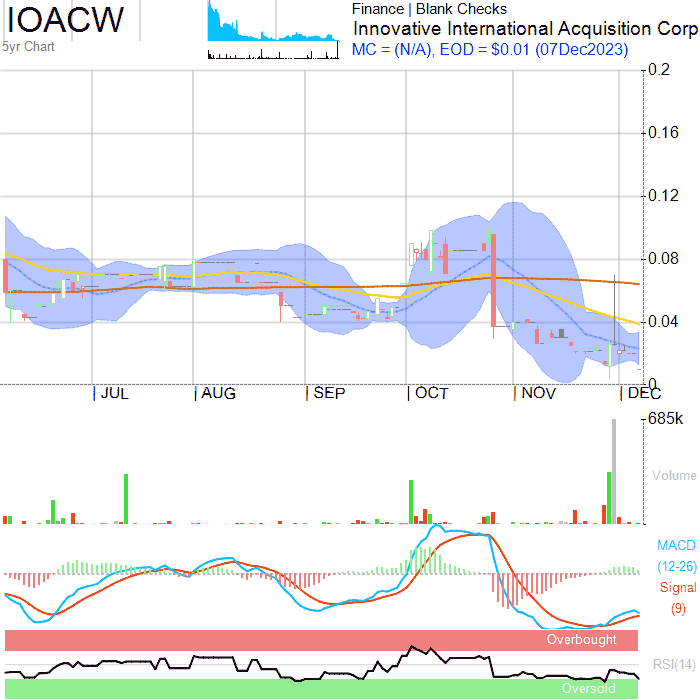 IOACW
5yr Chart
Finance | Blank Checks
Innovative International Acquisition Corp
MC = (N/A), EOD = $0.01 (07Dec2023)
0.2
0.16
0.12
0.08
0.04
0
JUL
AUG
SEP
OCT
NOV
DEC
685k
Volume
MACD
(12-26)
Signal
(9)
Overbought
RSI(14)
Oversold